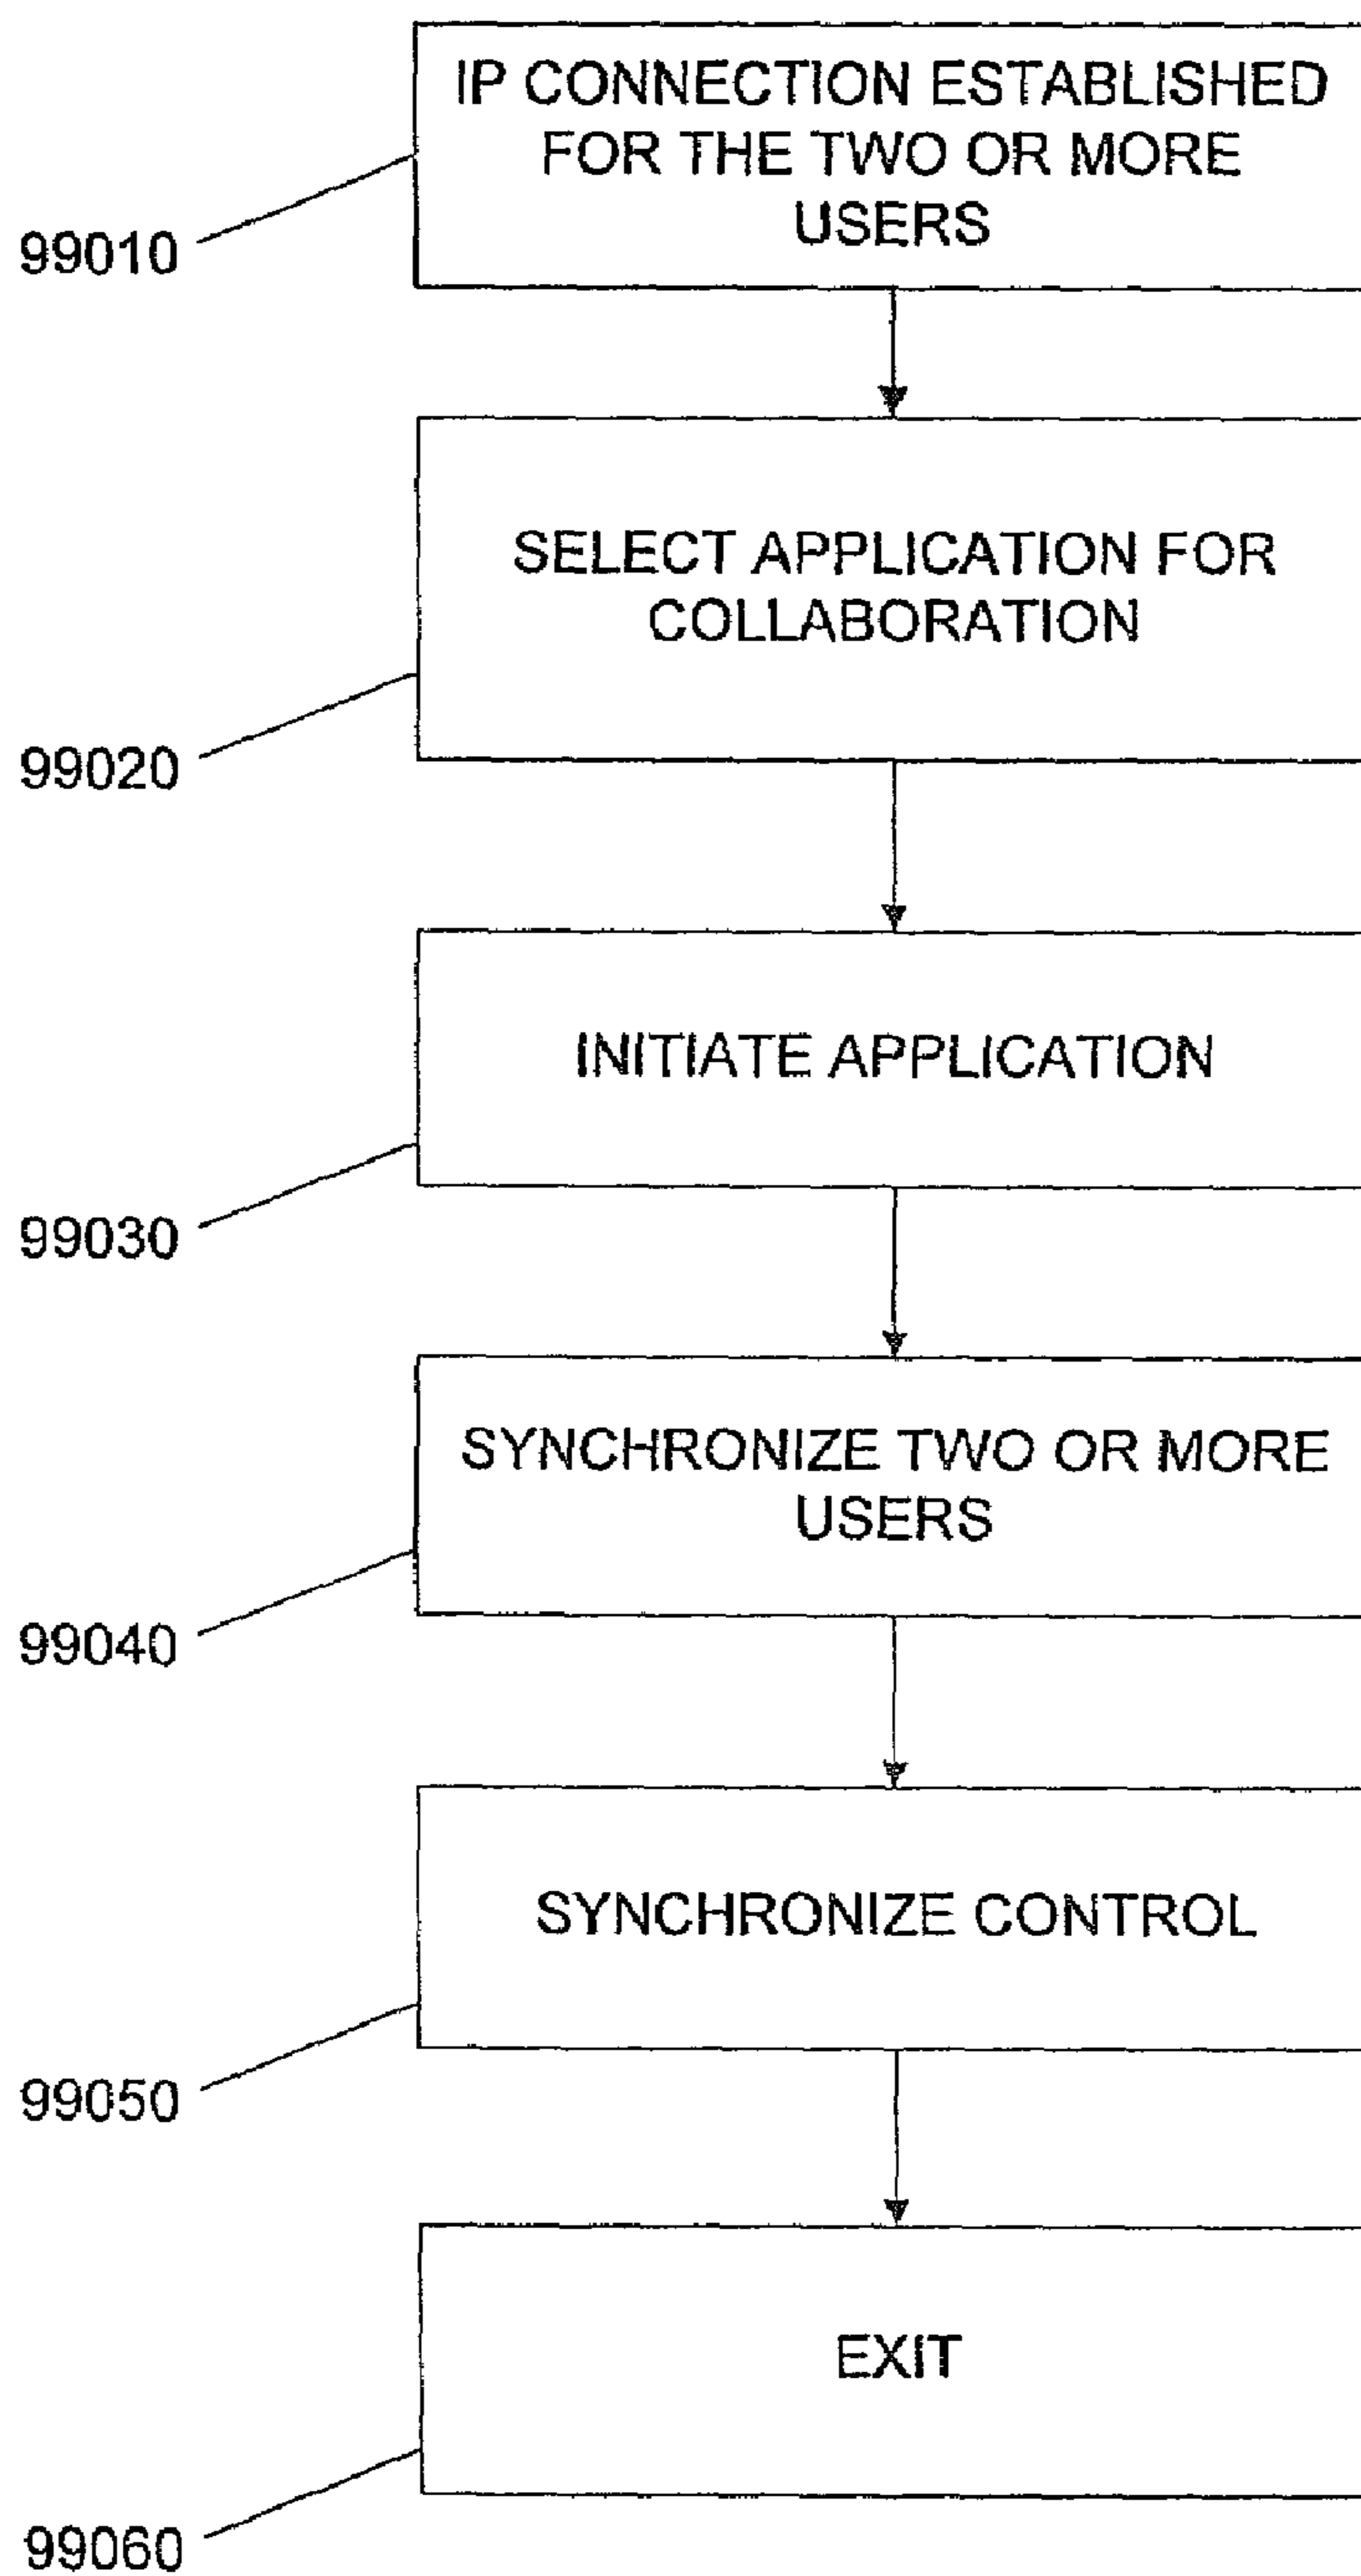 IP CONNECTION ESTABLISHED
FOR THE TWO OR MORE
USERS
99010
SELECT APPLICATION FOR
COLLABORATION
99020
INITIATE APPLICATION
99030
SYNCHRONIZE TWO OR MORE
USERS
99040
SYNCHRONIZE CONTROL
99050
EXIT
99060